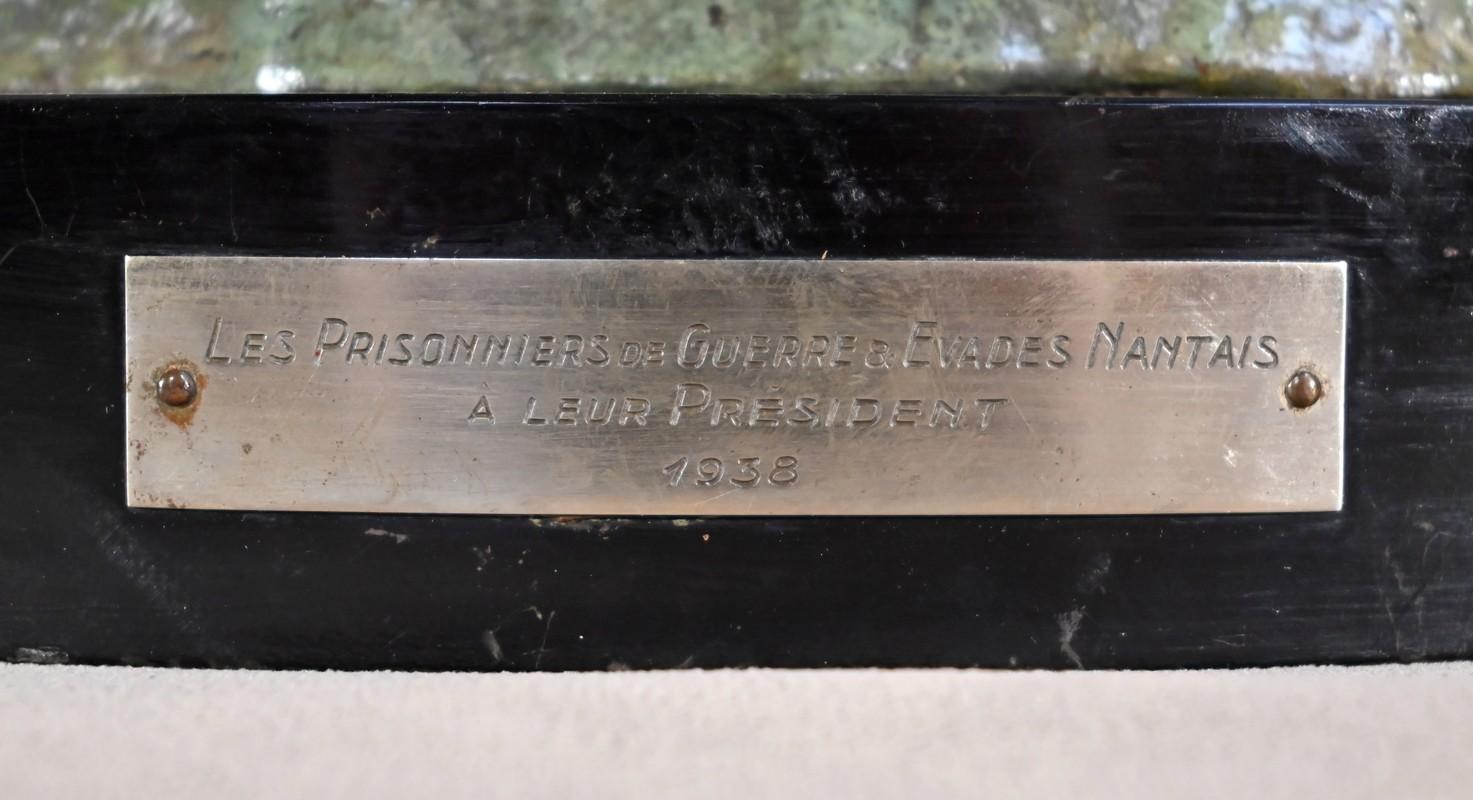 Les Prisonniers de Guerre & Evades Nantais
à leur Président
1938